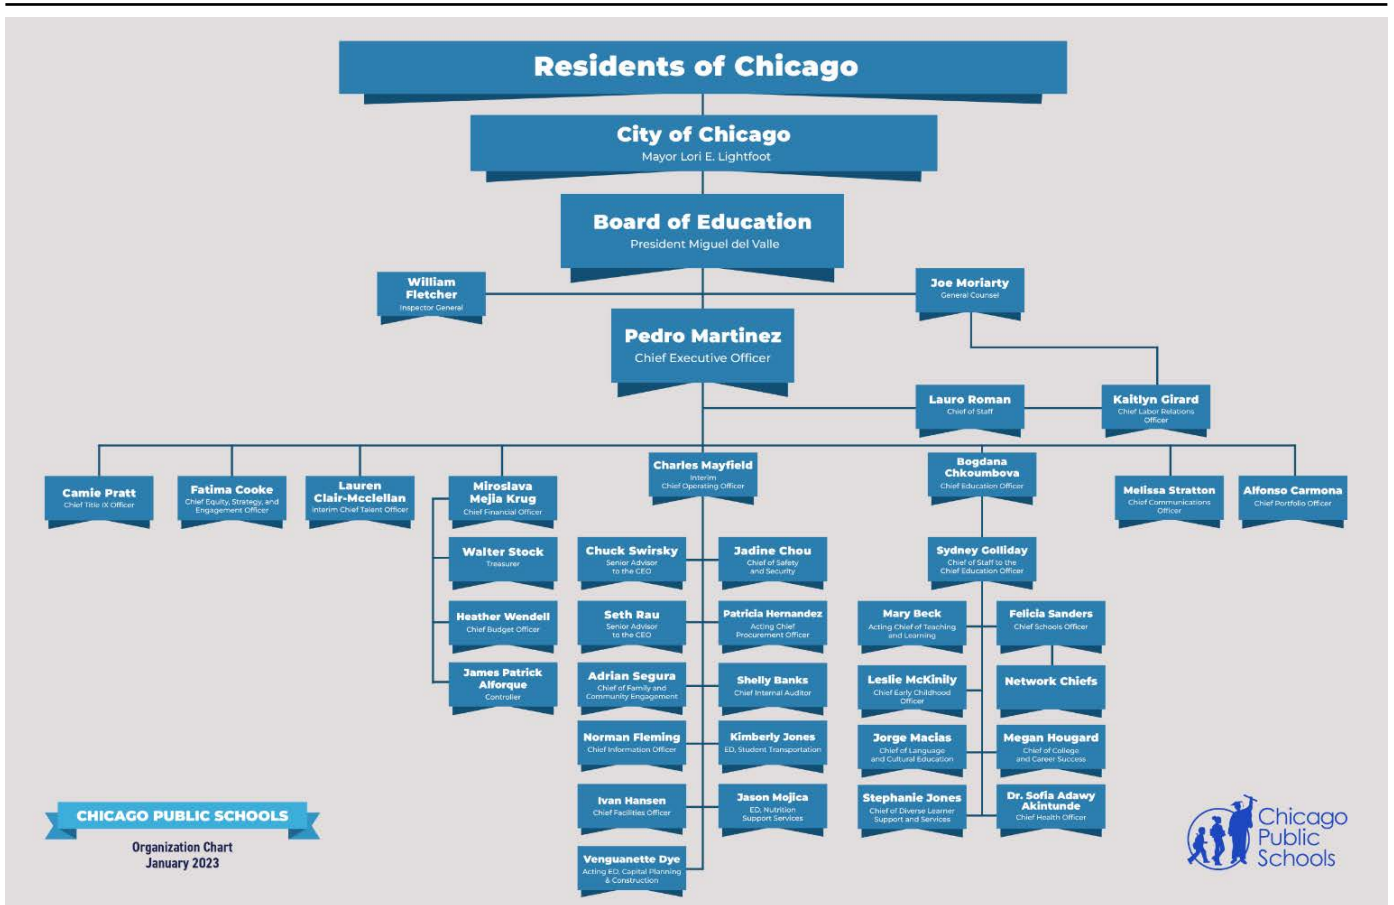 Residents of Chicago
City of Chicago
Mayor Lori E. Lightfoot
Board of Education
President Miguel del Valle
William
Fletcher
Inspector General
Joe Moriarty
General Counsel
Pedro Martinez
Chief Executive Officer
Lauro Roman
Chief of Staff
Kaitlyn Girard
Chief Labor Relations
Officer
Camie Pratt
Chief Title IX Officer
Fatima Cooke
Chief Equity, Strategy, and
Engagement Officer
Lauren
Clair-Mcclellan
Interim Chief Talent Officer
Miroslava
Mejia Krug
Chief Financial Officer
Charles Mayfield
Interim
Chief Operating Officer
Bogdana
Chkoumbova
Chief Education Officer
Melissa Stratton
Chief Communications
Officer
Alfonso Carmona
Chief Portfolio Officer
Walter Stock
Treasurer
Heather Wendell
Chief Budget Officer
James Patrick
Alforque
Controller
Chuck Swirsky
Senior Advisor
to the CEO
Jadine Chou
Chief of Safety
and Security
Seth Rau
Senior Advisor
to the CEO
Patricia Hernandez
Acting Chief
Procurement Officer
Adrian Segura
Chief of Family and
Community Engagement
Shelly Banks
Chief Internal Auditor
Norman Fleming
Chief Information Officer
Kimberly Jones
ED, Student Transportation
Ivan Hansen
Chief Facilities Officer
Jason Mojica
ED, Nutrition
Support Services
Venguanette Dye
Acting ED, Capital Planning
& Construction
Sydney Golliday
Chief of Staff to the
Chief Education Officer
Mary Beck
Acting Chief of Teaching
and Learning
Felicia Sanders
Chief Schools Officer
Leslie McKinily
Chief Early Childhood
Officer
Network Chiefs
Jorge Macias
Chief of Language
and Cultural Education
Megan Hougard
Chief of College
and Career Success
Stephanie Jones
Chief of Diverse Learner
Support and Services
Dr. Sofia Adawy
Akintunde
Chief Health Officer
CHICAGO PUBLIC SCHOOLS
Organization Chart
January 2023
Chicago
Public
Schools